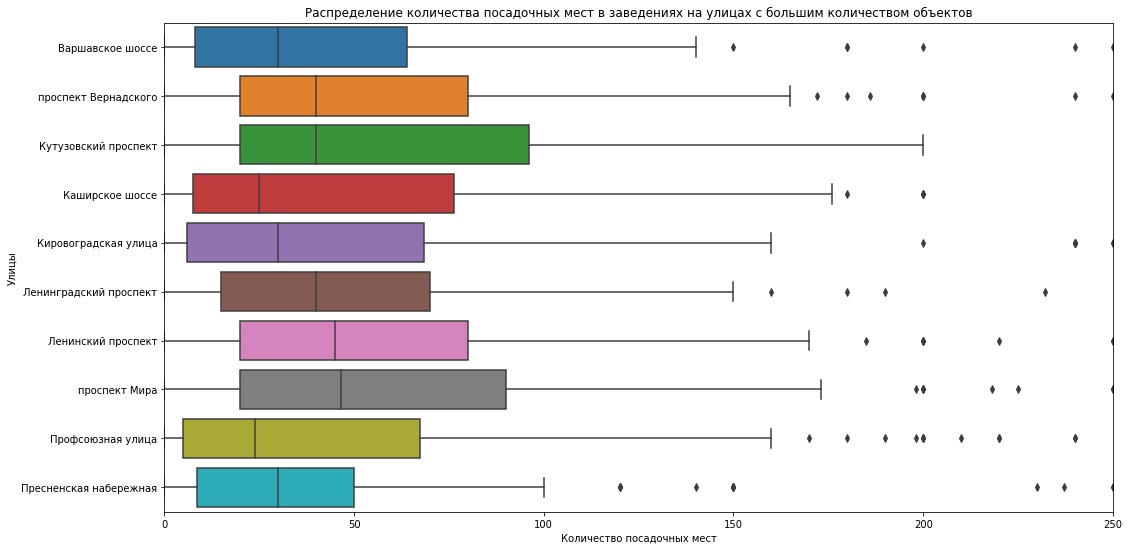 Распределение количества посадочных мест в заведениях на улицах с большим количеством объектов
Варшавское шоссе
проспект Вернадского
Кутузовский проспект
Каширское шоссе
Кировоградская улица
Ленинградский проспект
Ленинский проспект
проспект Мира
Профсоюзная улица
Пресненская набережная
Улицы
0 50 100 150 200 250
Количество посадочных мест